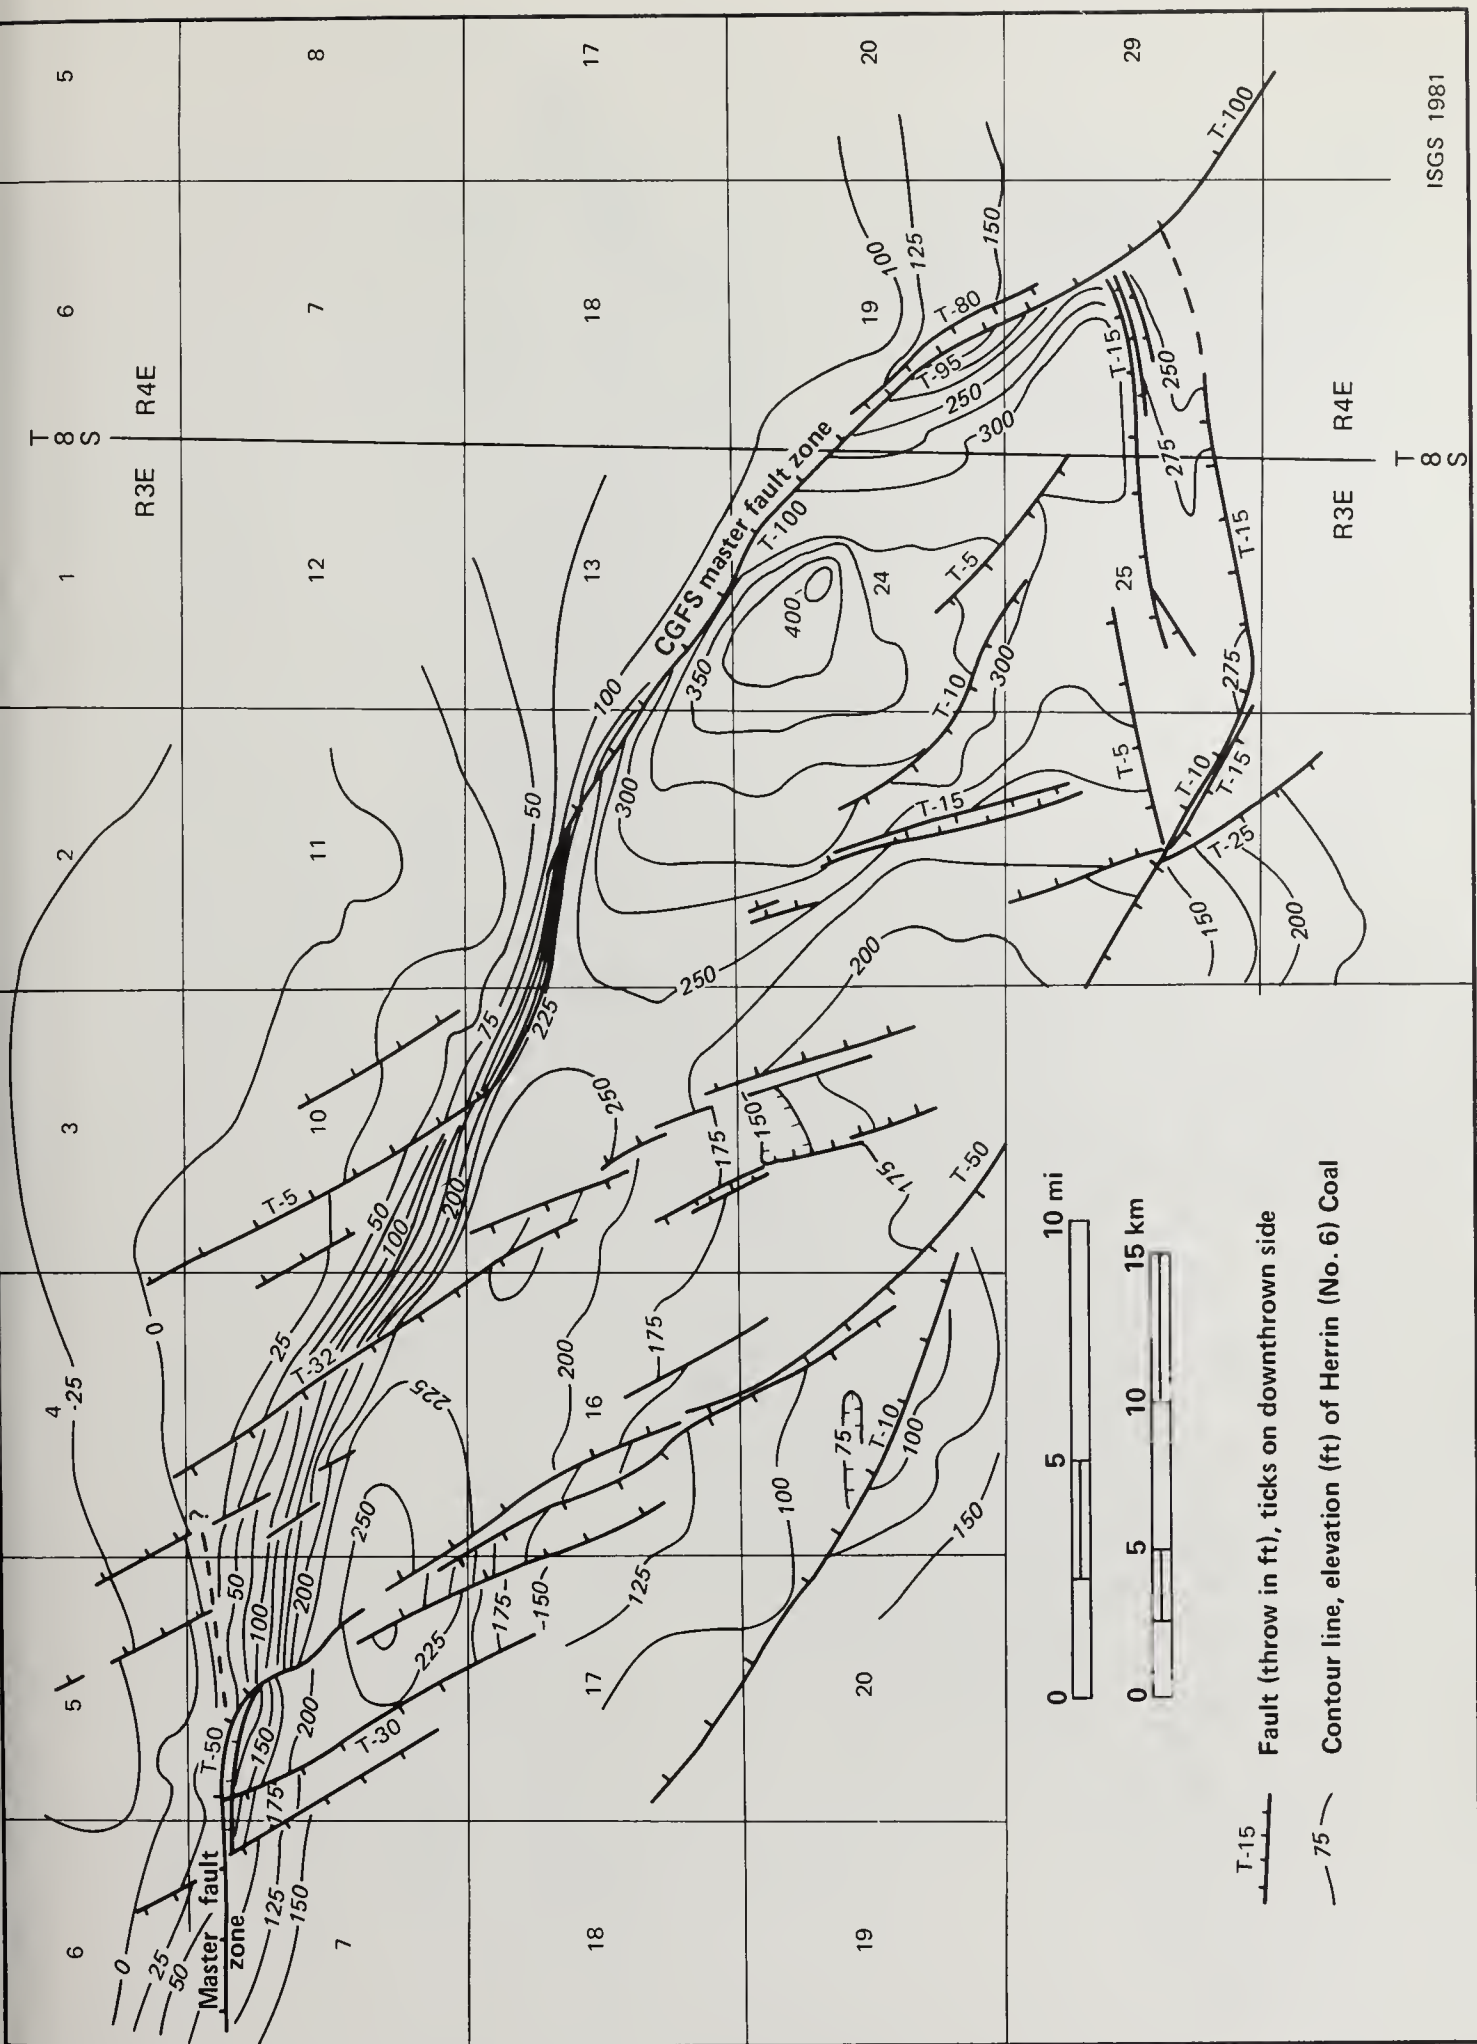 5
8
17
20
29
T-100
ISGS 1981
6
7
18
19
100
125
150
T-80
T-95
250
300
T-15
250
275
T
8
S
R4E
R3E
R4E
R3E
T
8
S
CGFS master fault zone
T-100
1
12
13
24
25
400
350
T-5
T-10
300
T-15
275
100
50
300
T-15
T-5
T-10
T-15
T-25
2
11
250
200
150
200
3
10
75
225
250
T-5
50
100
200
175
150
175
T-50
4
-25
0
25
T-32
225
200
175
16
250
75
T-10
100
100
150
?
50
100
200
225
175
150
125
5
T-50
150
175
200
T-30
17
20
6
0
25
50
Master fault
zone
125
150
7
18
19
0 5 10 mi
0 5 10 15 km
T-15
Fault (throw in ft), ticks on downthrown side
75
Contour line, elevation (ft) of Herrin (No. 6) Coal